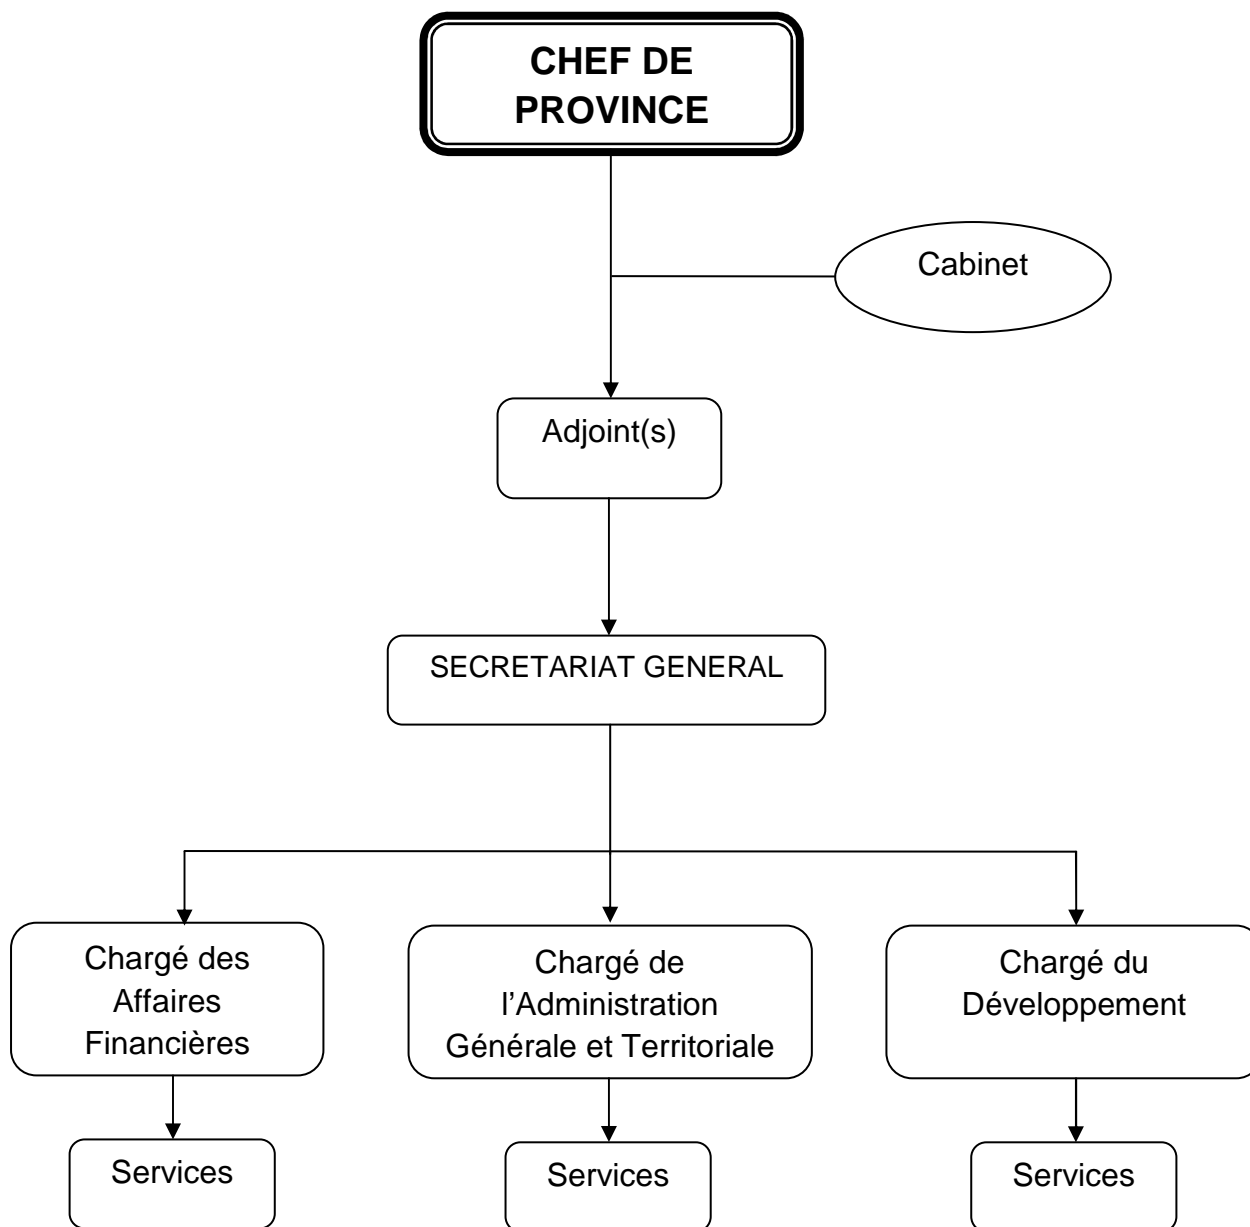 CHEF DE
PROVINCE
Cabinet
Adjoint(s)
SECRETARIAT GENERAL
Chargé des
Affaires
Financières
Chargé de
l’Administration
Générale et Territoriale
Chargé du
Développement
Services
Services
Services